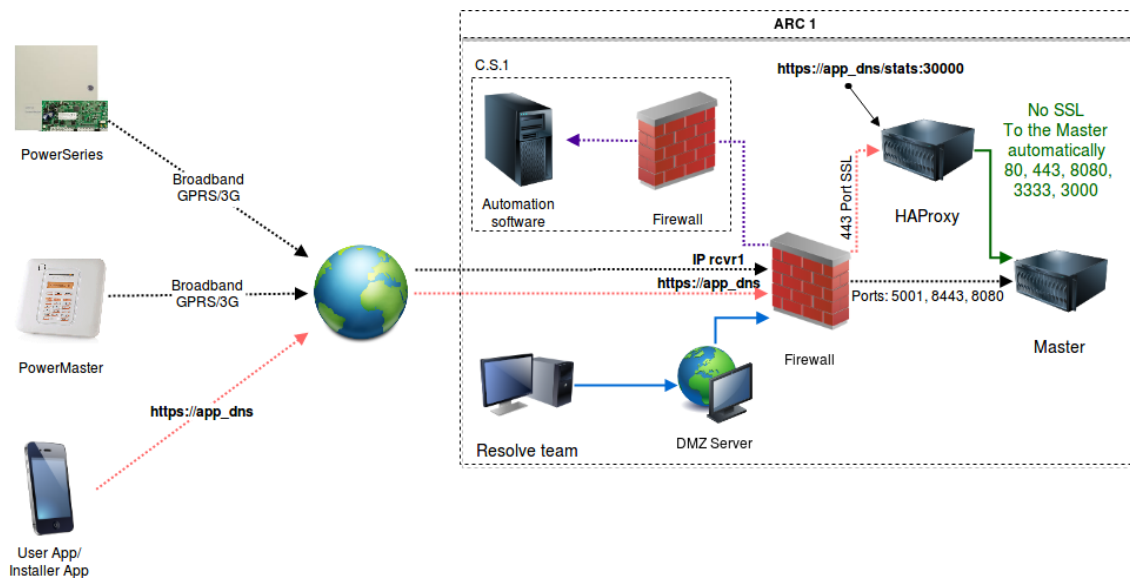 ARC 1
C.S.1
https://app_dns/stats:30000
No SSL
To the Master
automatically
80, 443, 8080,
3333, 3000
PowerSeries
Broadband
GPRS/3G
Automation
software
Firewall
443 Port SSL
HAProxy
IP rcvr1
https://app_dns
Broadband
GPRS/3G
Ports: 5001, 8443, 8080
Firewall
Master
PowerMaster
https://app_dns
Resolve team
DMZ Server
User App/
Installer App